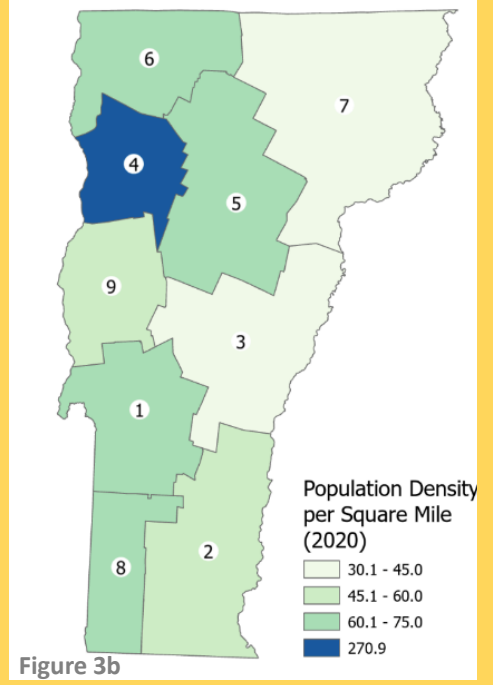 6
7
4
5
9
3
1
2
8
Population Density
per Square Mile
(2020)
30.1 - 45.0
45.1 - 60.0
60.1 - 75.0
270.9
Figure 3b